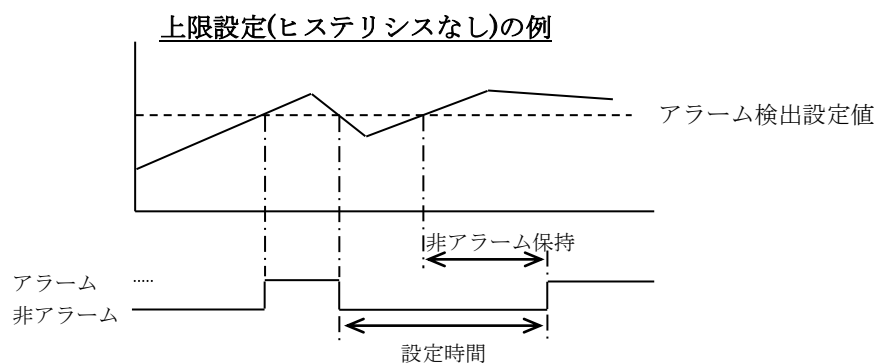 上限設定(ヒステリシスなし)の例
アラーム検出設定値
非アラーム保持
アラーム
非アラーム
設定時間